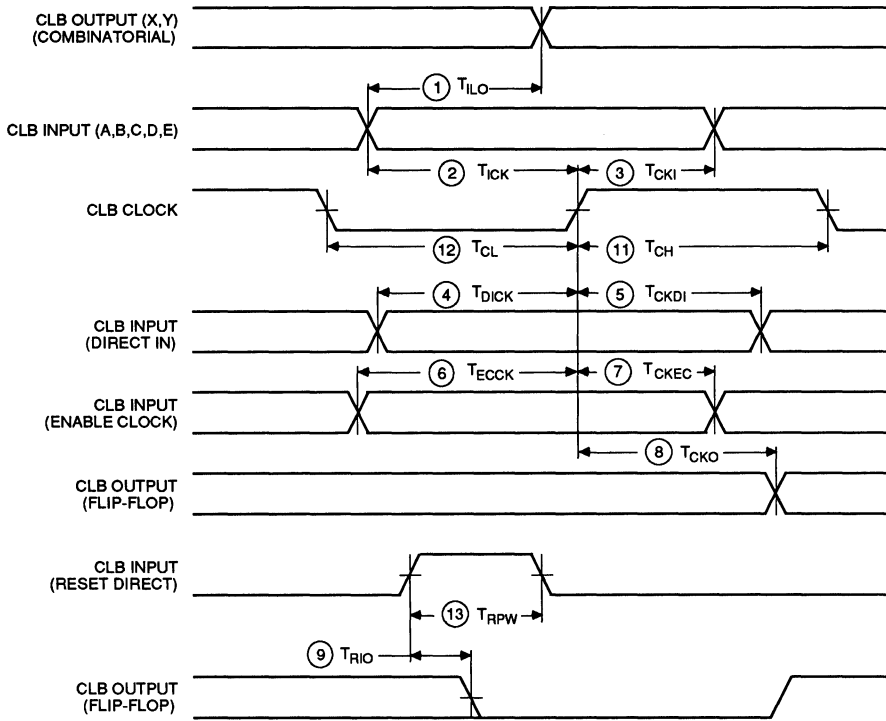 CLB OUTPUT (X,Y)
(COMBINATORIAL)
1 TILO
CLB INPUT (A,B,C,D,E)
2 TICK
3 TCKI
CLB CLOCK
12 TCL
11 TCH
4 TDICK
5 TCKDI
CLB INPUT
(DIRECT IN)
6 TECCK
7 TCKEC
CLB INPUT
(ENABLE CLOCK)
8 TCKO
CLB OUTPUT
(FLIP-FLOP)
CLB INPUT
(RESET DIRECT)
13 TRPW
9 TRIO
CLB OUTPUT
(FLIP-FLOP)